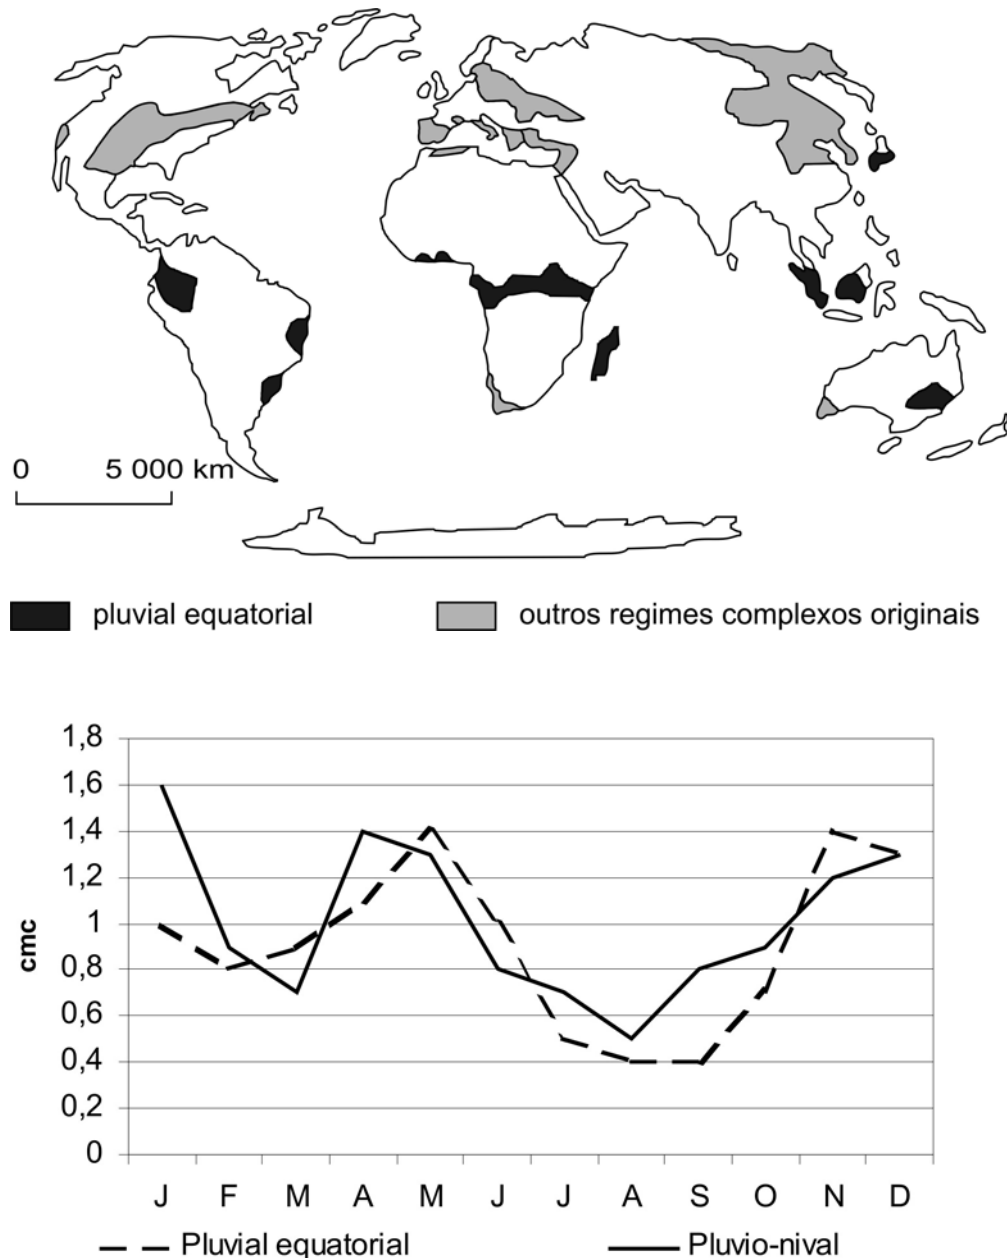 0 5 000 km
pluvial equatorial outros regimes complexos originais
1,8
1,6
1,4
1,2
1
0,8
0,6
0,4
0,2
0
cmc
J F M A M J J A S O N D
Pluvial equatorial Pluvio-nival